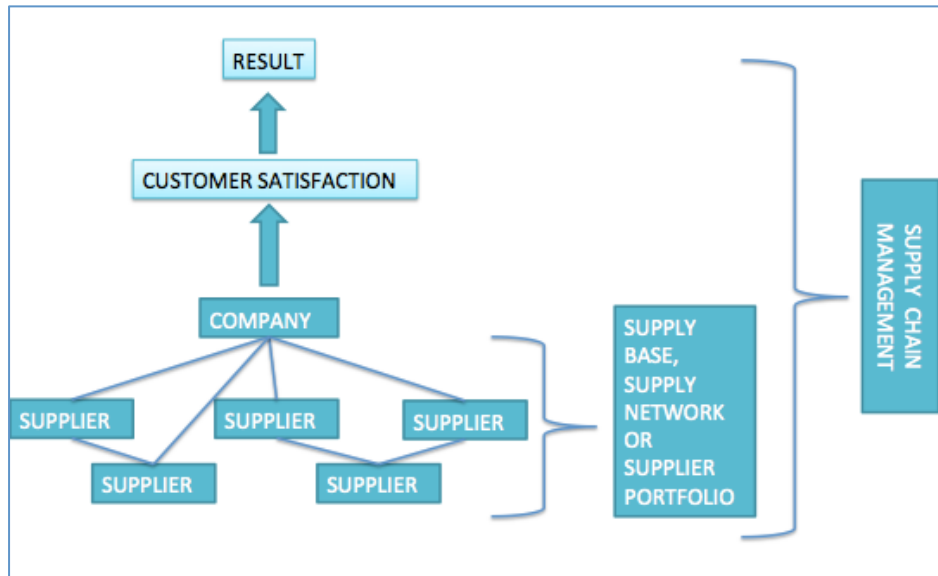 RESULT
CUSTOMER SATISFACTION
COMPANY
SUPPLIER
SUPPLIER
SUPPLIER
SUPPLIER
SUPPLIER
SUPPLY
BASE,
SUPPLY
NETWORK
OR
SUPPLIER
PORTFOLIO
SUPPLY CHAIN
MANAGEMENT